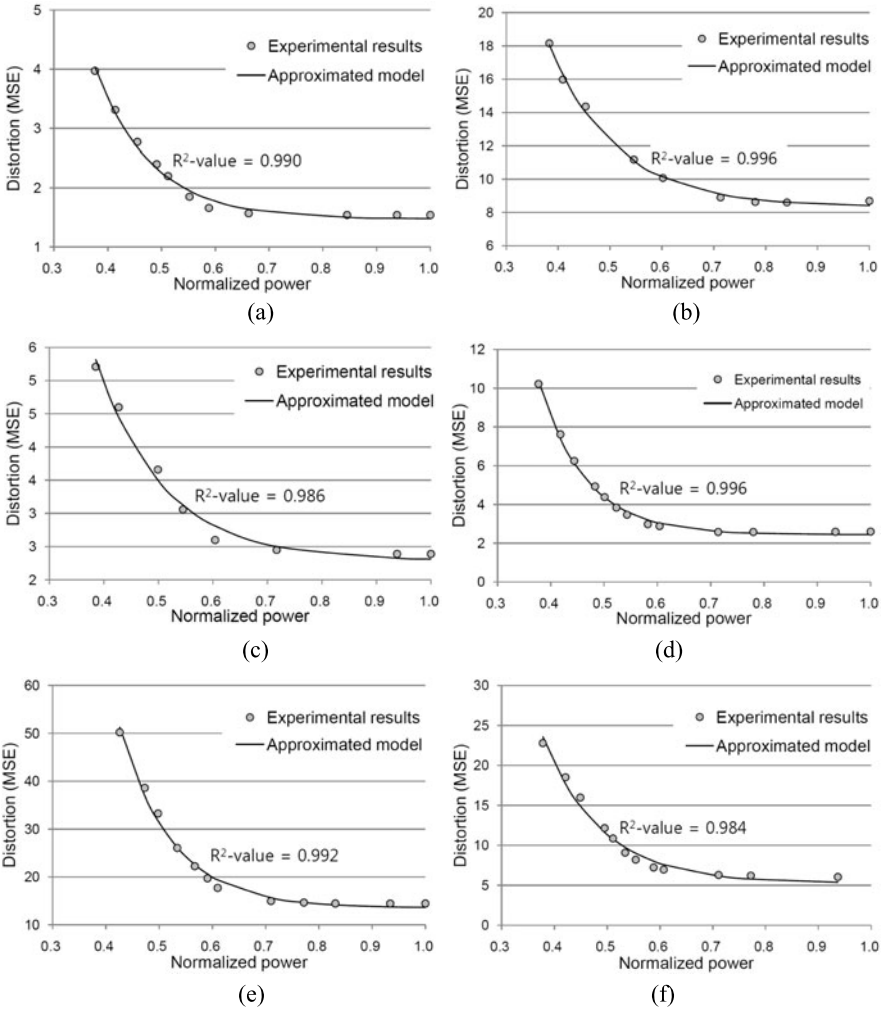 5
4
3
2
1
Distortion (MSE)
Experimental results
Approximated model
R²-value = 0.990
0.3 0.4 0.5 0.6 0.7 0.8 0.9 1.0
Normalized power
(a)
20
18
16
14
12
10
8
6
Distortion (MSE)
Experimental results
Approximated model
R²-value = 0.996
0.3 0.4 0.5 0.6 0.7 0.8 0.9 1.0
Normalized power
(b)
6
5
5
4
4
3
3
2
Distortion (MSE)
Experimental results
Approximated model
R²-value = 0.986
0.3 0.4 0.5 0.6 0.7 0.8 0.9 1.0
Normalized power
(c)
12
10
8
6
4
2
0
Distortion (MSE)
Experimental results
Approximated model
R²-value = 0.996
0.3 0.4 0.5 0.6 0.7 0.8 0.9 1.0
Normalized power
(d)
60
50
40
30
20
10
Distortion (MSE)
Experimental results
Approximated model
R²-value = 0.992
0.3 0.4 0.5 0.6 0.7 0.8 0.9 1.0
Normalized power
(e)
30
25
20
15
10
5
0
Distortion (MSE)
Experimental results
Approximated model
R²-value = 0.984
0.3 0.4 0.5 0.6 0.7 0.8 0.9 1.0
Normalized power
(f)